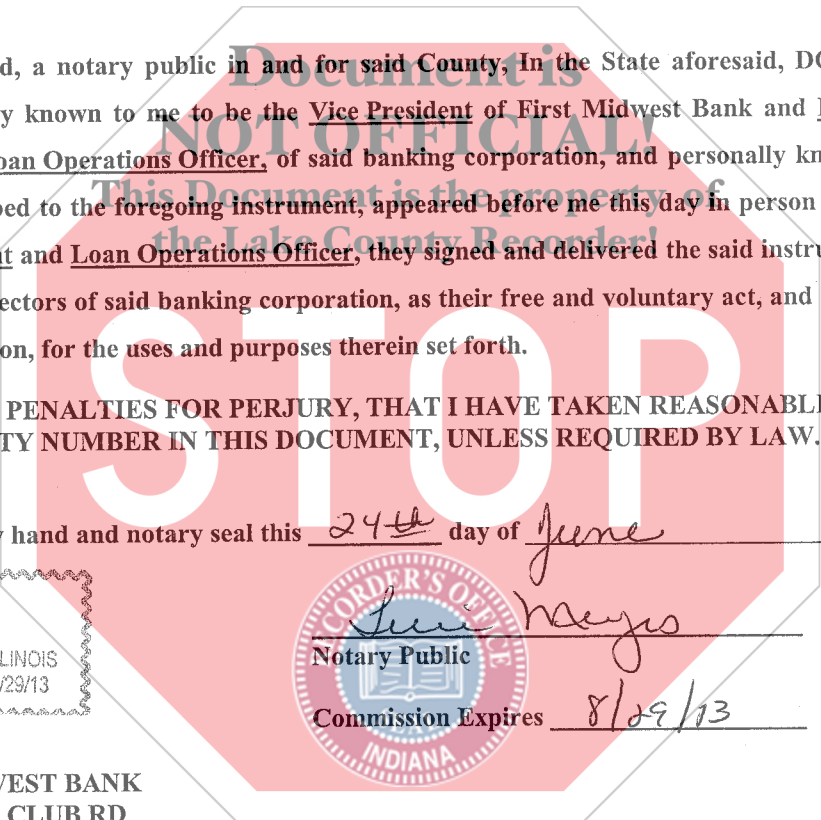 Document is
d, a notary public in and for said County, In the State aforesaid, DO
y known to me to be the Vice President of First Midwest Bank and
NOT OFFICIAL!
oan Operations Officer, of said banking corporation, and personally kn
This Document is the property of
bed to the foregoing instrument, appeared before me this day in person
the Lake County Recorder!
nt and Loan Operations Officer, they signed and delivered the said instru
ectors of said banking corporation, as their free and voluntary act, and
STOP
on, for the uses and purposes therein set forth.
PENALTIES FOR PERJURY, THAT I HAVE TAKEN REASONABLE
TY NUMBER IN THIS DOCUMENT, UNLESS REQUIRED BY LAW.
y hand and notary seal this 24th day of June
RECORDER'S OFFICE
Notary Public
LINOIS
/29/13
Commission Expires 8/29/13
SEAL
INDIANA
WEST BANK
CLUB RD